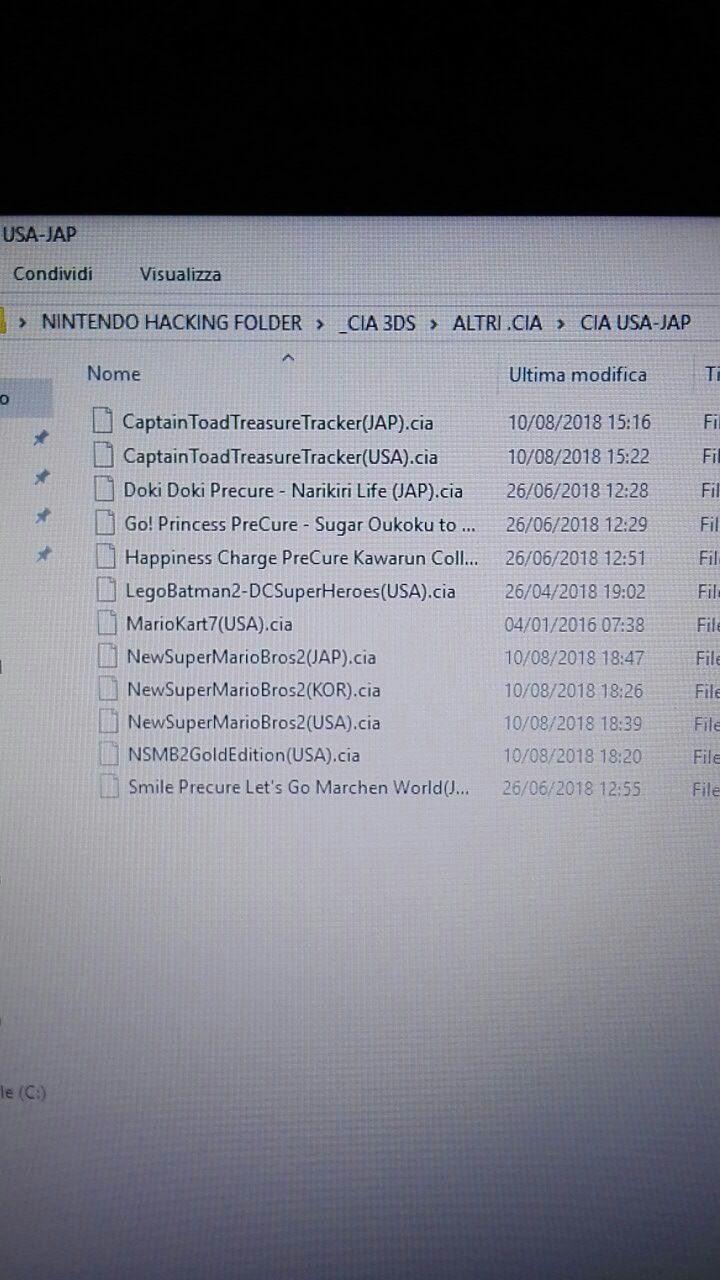 USA-JAP
Condividi Visualizza
› NINTENDO HACKING FOLDER › _CIA 3DS › ALTRI .CIA › CIA USA-JAP
Nome Ultima modifica Ti
o
CaptainToadTreasureTracker(JAP).cia 10/08/2018 15:16 Fil
CaptainToadTreasureTracker(USA).cia 10/08/2018 15:22 Fil
Doki Doki Precure - Narikiri Life (JAP).cia 26/06/2018 12:28 Fil
Go! Princess PreCure - Sugar Oukoku to ... 26/06/2018 12:29 Fil
Happiness Charge PreCure Kawarun Coll... 26/06/2018 12:51 Fil
LegoBatman2-DCSuperHeroes(USA).cia 26/04/2018 19:02 Fil
MarioKart7(USA).cia 04/01/2016 07:38 File
NewSuperMarioBros2(JAP).cia 10/08/2018 18:47 File
NewSuperMarioBros2(KOR).cia 10/08/2018 18:26 File
NewSuperMarioBros2(USA).cia 10/08/2018 18:39 File
NSMB2GoldEdition(USA).cia 10/08/2018 18:20 File
Smile Precure Let's Go Marchen World(J... 26/06/2018 12:55 File
le (C:)